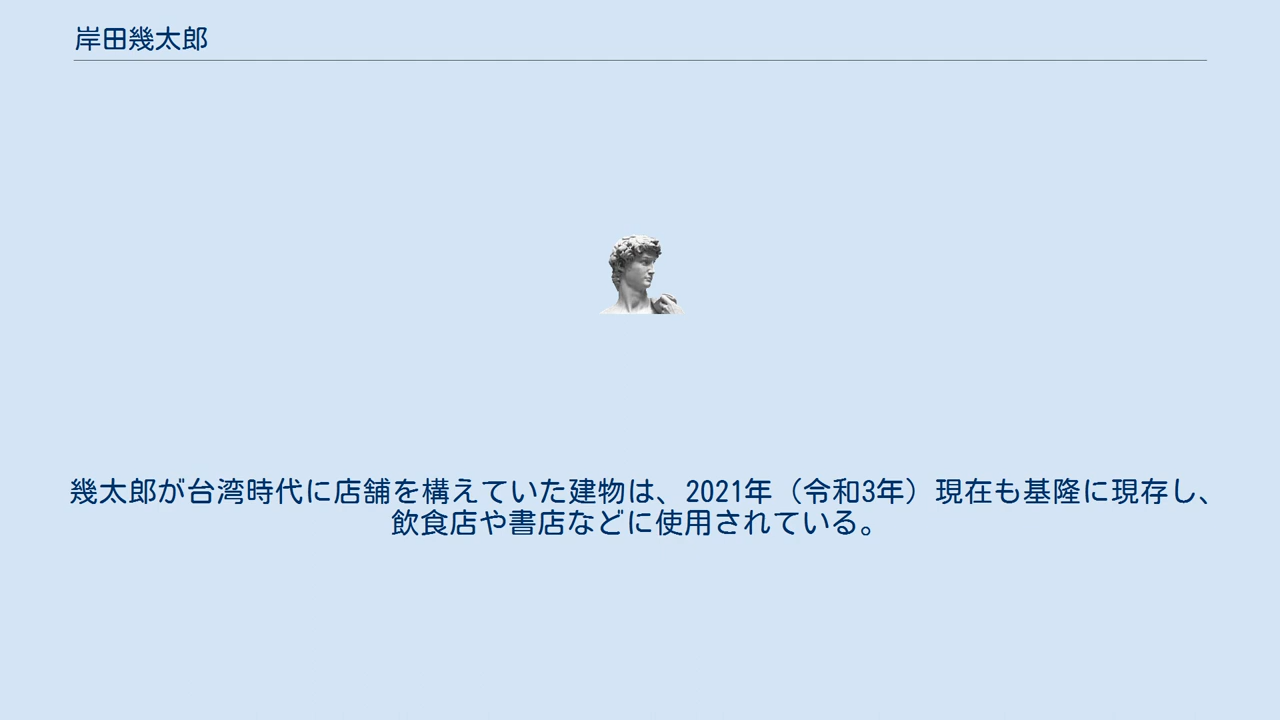 岸田幾太郎
幾太郎が台湾時代に店舗を構えていた建物は、2021年（令和3年）現在も基隆に現存し、
飲食店や書店などに使用されている。